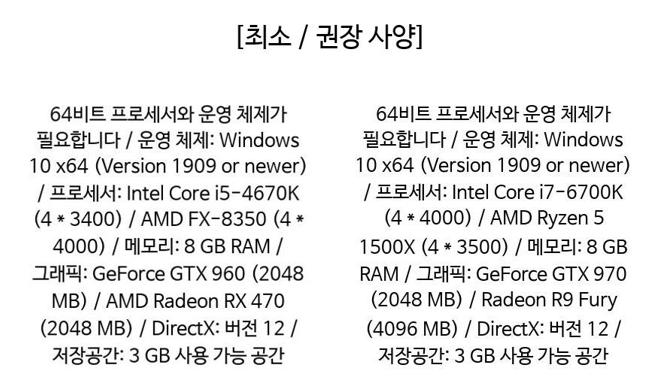 [최소 / 권장 사양]
64비트 프로세서와 운영 체제가
필요합니다 / 운영 체제: Windows
10 x64 (Version 1909 or newer)
/ 프로세서: Intel Core i5-4670K
(4 * 3400) / AMD FX-8350 (4 *
4000) / 메모리: 8 GB RAM /
그래픽: GeForce GTX 960 (2048
MB) / AMD Radeon RX 470
(2048 MB) / DirectX: 버전 12 /
저장공간: 3 GB 사용 가능 공간
64비트 프로세서와 운영 체제가
필요합니다 / 운영 체제: Windows
10 x64 (Version 1909 or newer)
/ 프로세서: Intel Core i7-6700K
(4 * 4000) / AMD Ryzen 5
1500X (4 * 3500) / 메모리: 8 GB
RAM / 그래픽: GeForce GTX 970
(2048 MB) / Radeon R9 Fury
(4096 MB) / DirectX: 버전 12 /
저장공간: 3 GB 사용 가능 공간